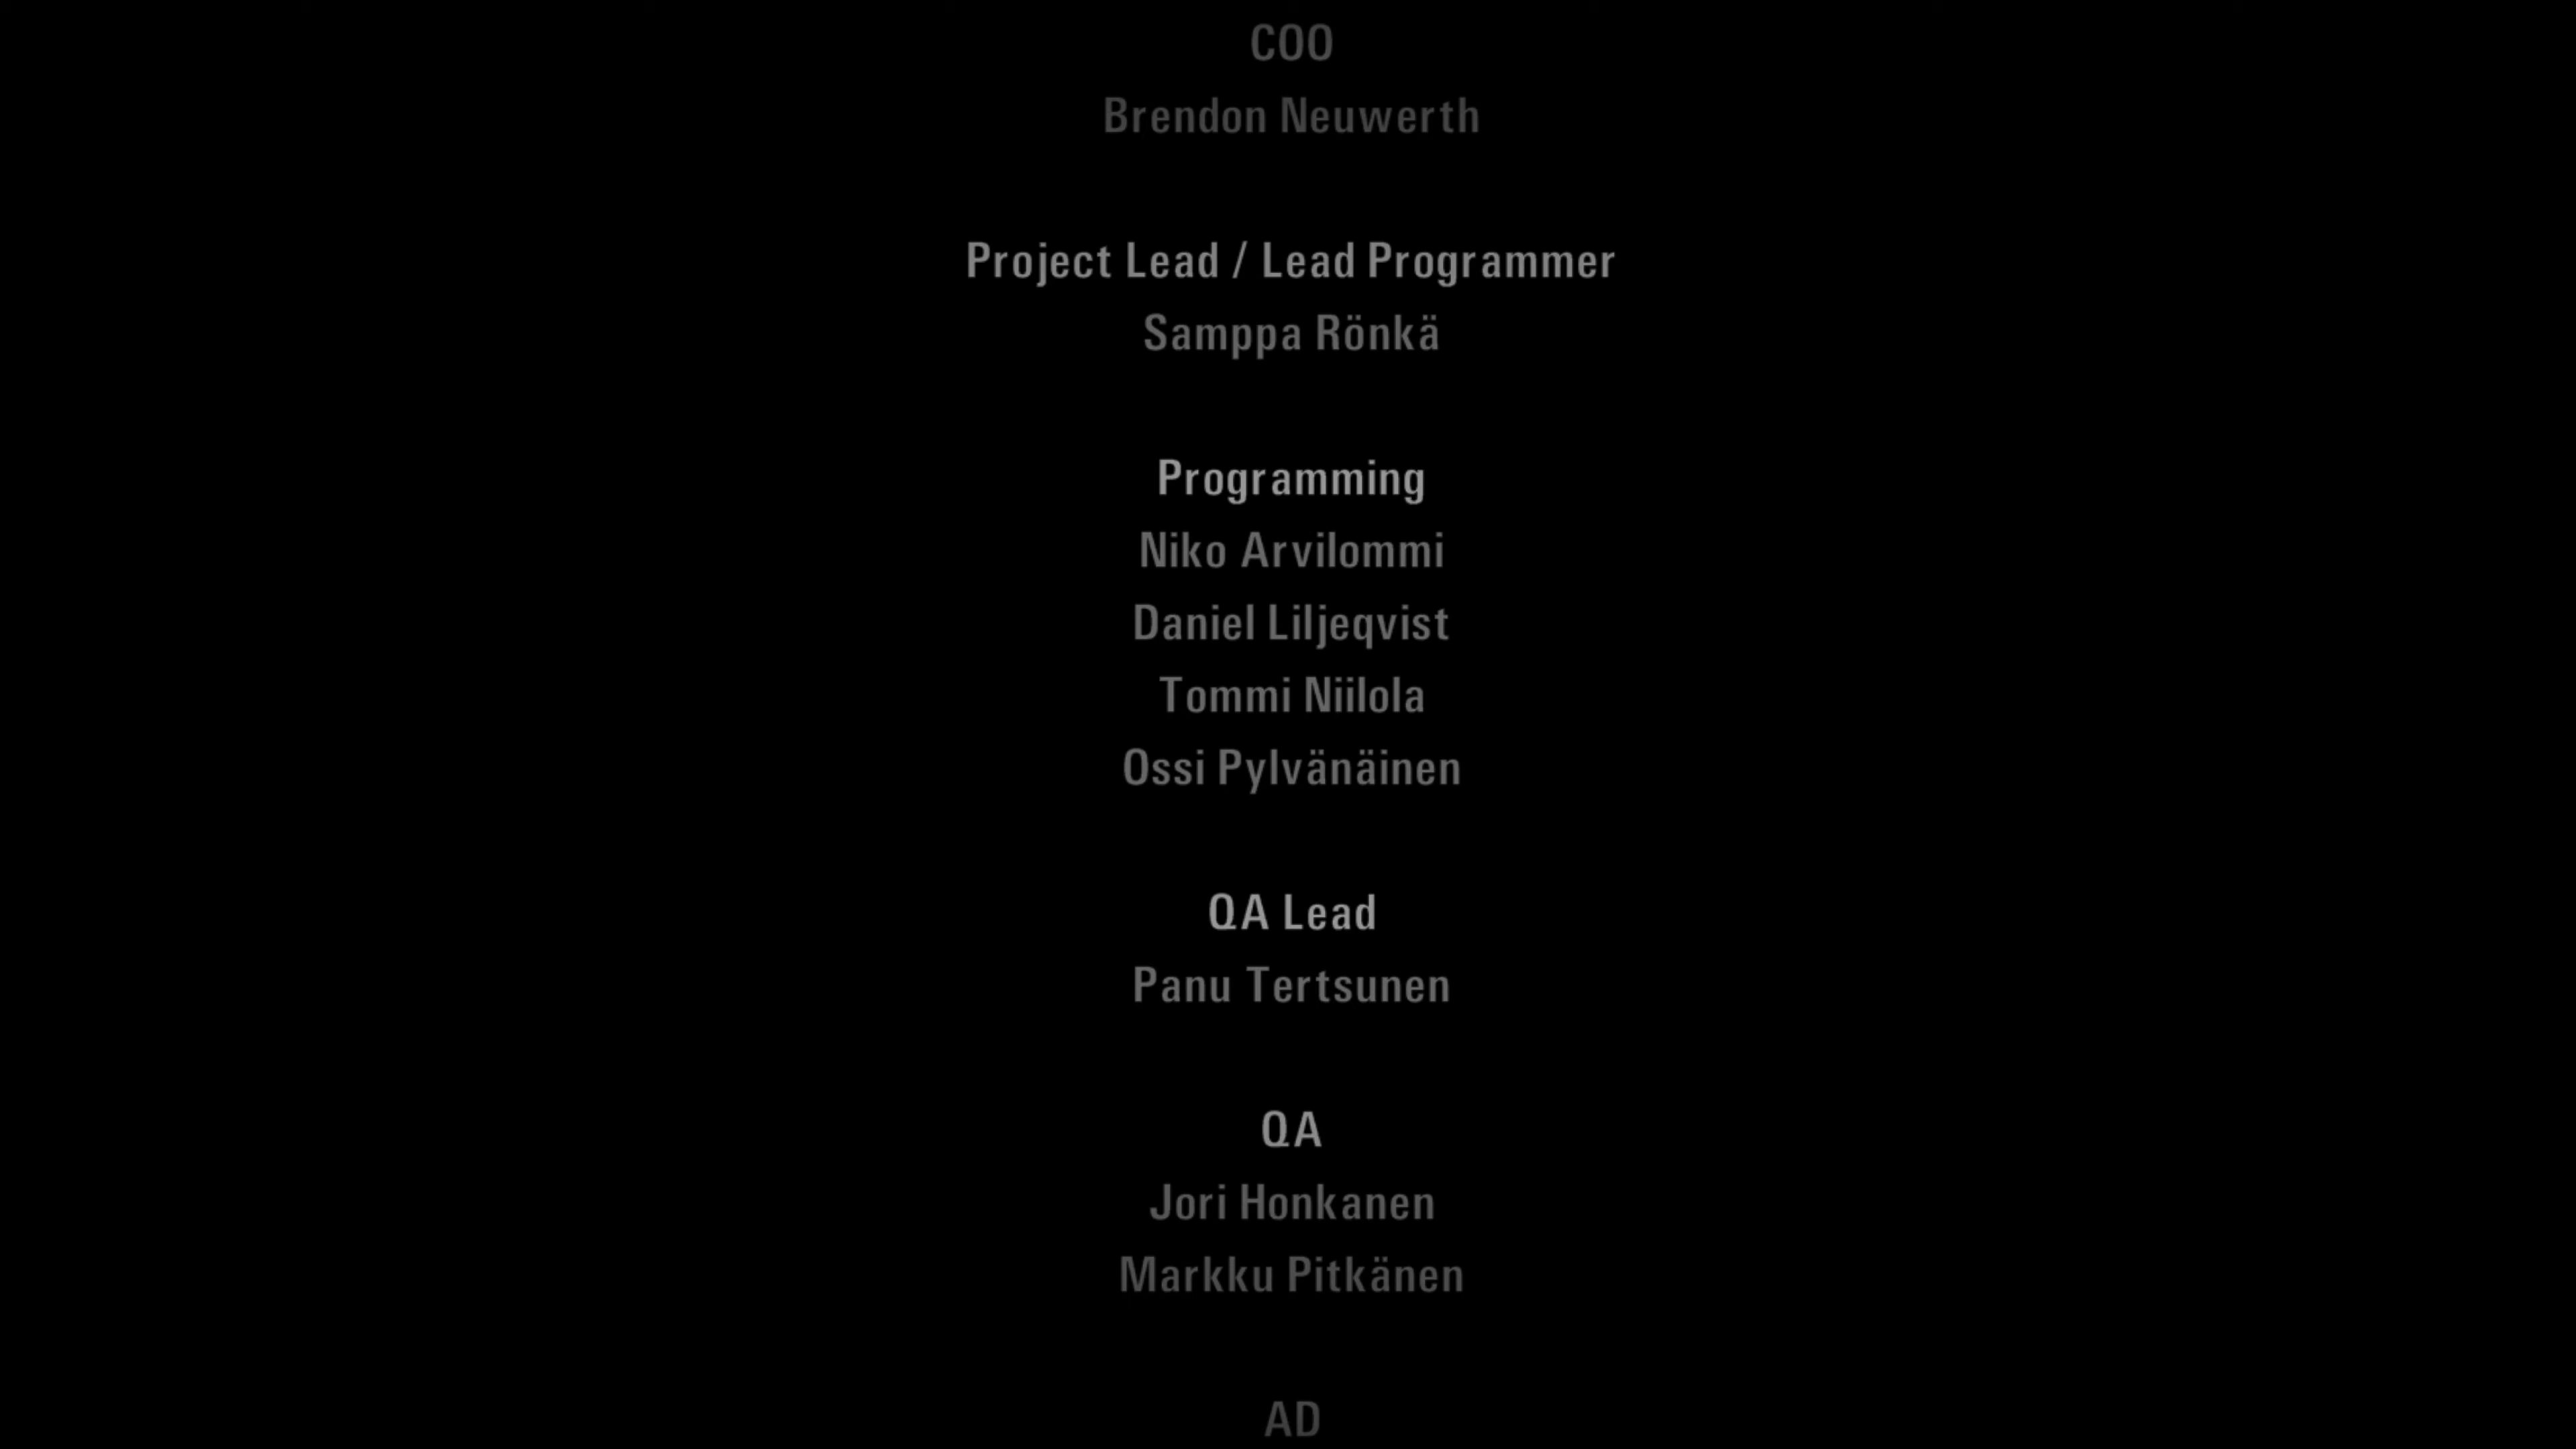 COO
Brendon Neuwerth
Project Lead / Lead Programmer
Samppa Rönkä
Programming
Niko Arvilommi
Daniel Liljeqvist
Tommi Niilola
Ossi Pylvänäinen
QA Lead
Panu Tertsunen
QA
Jori Honkanen
Markku Pitkänen
AD